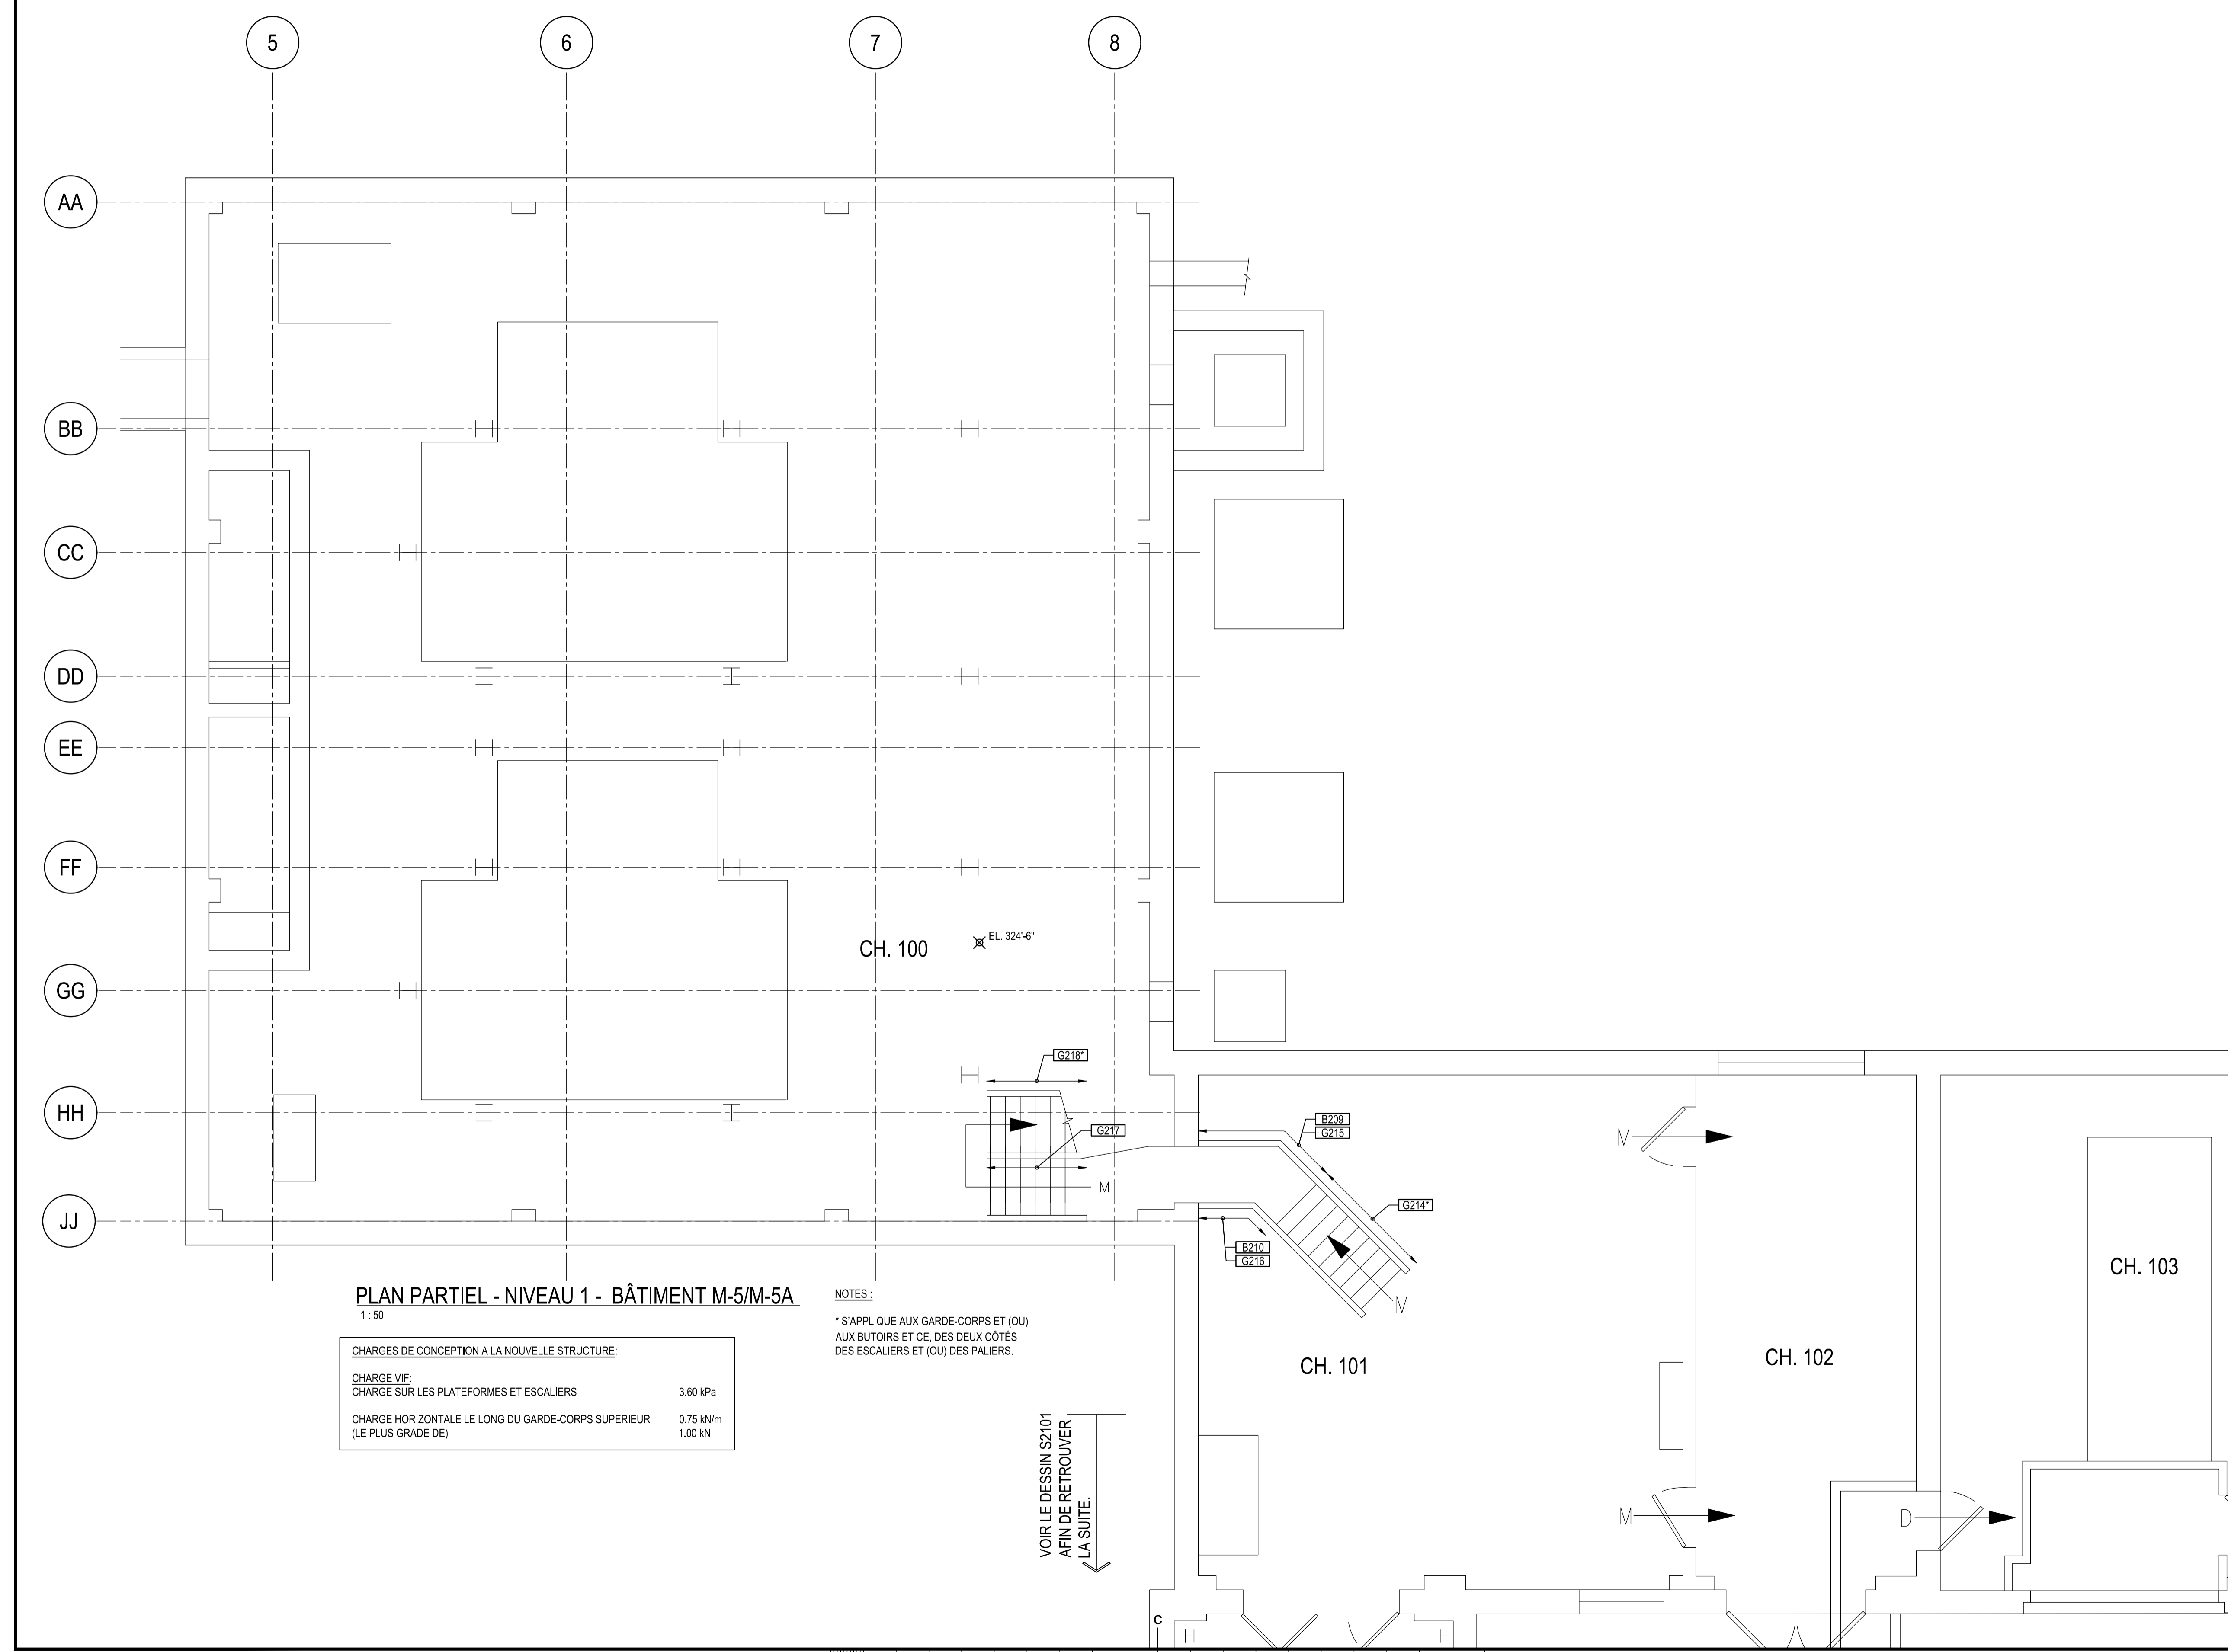 5
6
7
8
AA
BB
CC
DD
EE
FF
GG
HH
JJ
CH. 100
EL. 324'-6"
G218*
G217
M
B209
G215
G214*
B210
G216
M
M
M
D
CH. 101
CH. 102
CH. 103
PLAN PARTIEL - NIVEAU 1 - BÂTIMENT M-5/M-5A
1 : 50
NOTES :
* S'APPLIQUE AUX GARDE-CORPS ET (OU)
AUX BUTOIRS ET CE, DES DEUX CÔTÉS
DES ESCALIERS ET (OU) DES PALIERS.
CHARGES DE CONCEPTION A LA NOUVELLE STRUCTURE:
CHARGE VIF:
CHARGE SUR LES PLATEFORMES ET ESCALIERS 3.60 kPa
CHARGE HORIZONTALE LE LONG DU GARDE-CORPS SUPERIEUR 0.75 kN/m
(LE PLUS GRADE DE) 1.00 kN
VOIR LE DESSIN S2101
AFIN DE RETROUVER
LA SUITE.
C